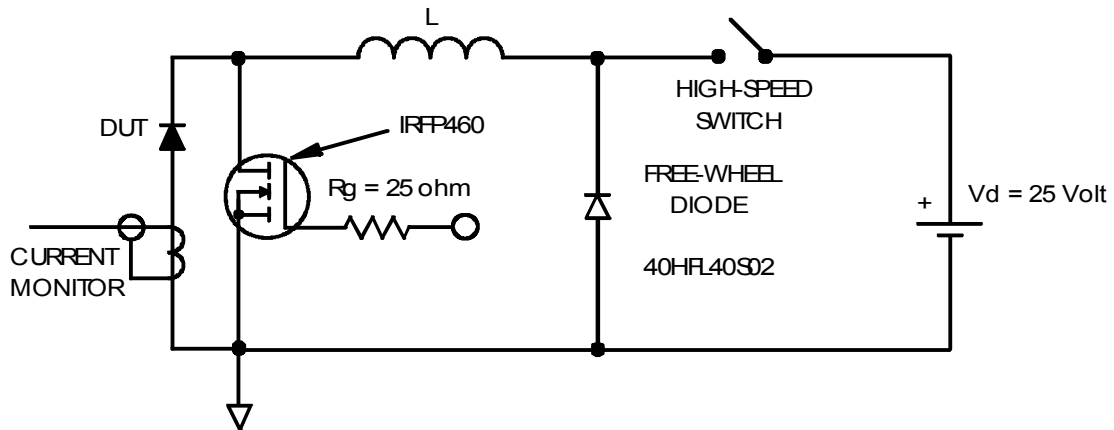 L
HIGH-SPEED
SWITCH
DUT
IRFP460
Rg = 25 ohm
FREE-WHEEL
DIODE
40HFL40S02
+
Vd = 25 Volt
CURRENT
MONITOR